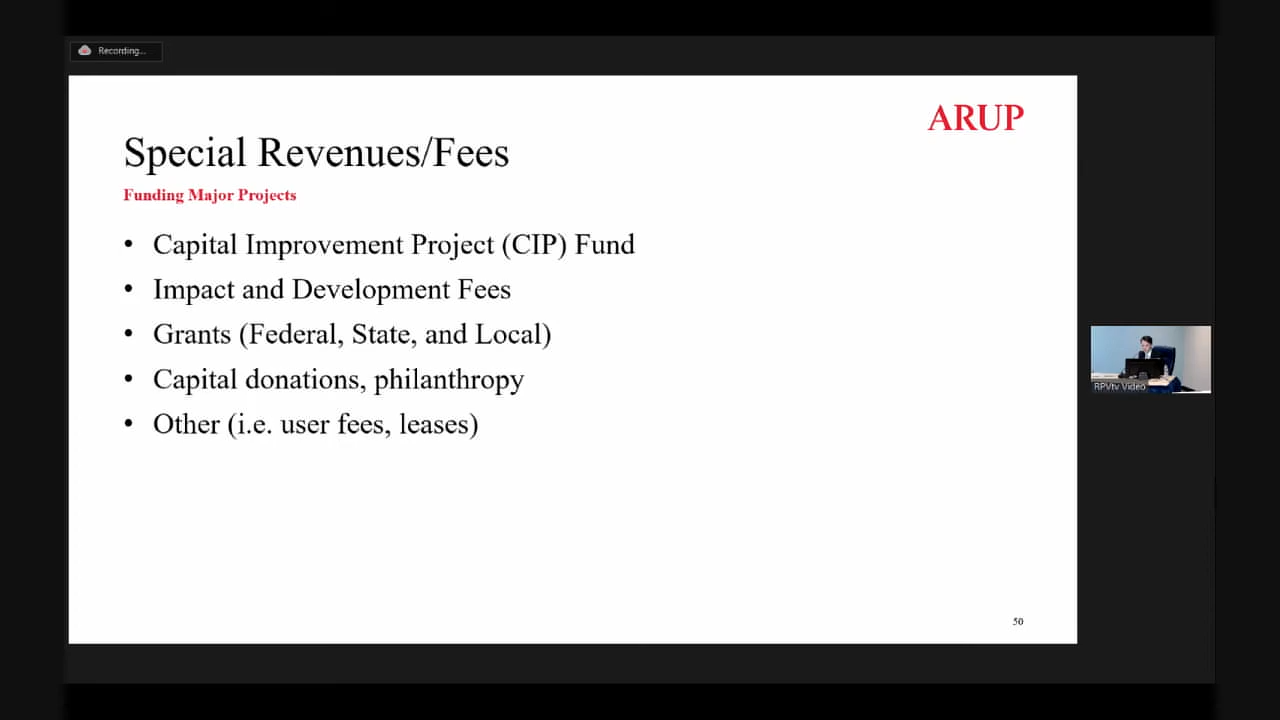 Recording...
ARUP
Special Revenues/Fees
Funding Major Projects
• Capital Improvement Project (CIP) Fund
• Impact and Development Fees
• Grants (Federal, State, and Local)
• Capital donations, philanthropy
• Other (i.e. user fees, leases)
RPVtv Video
50